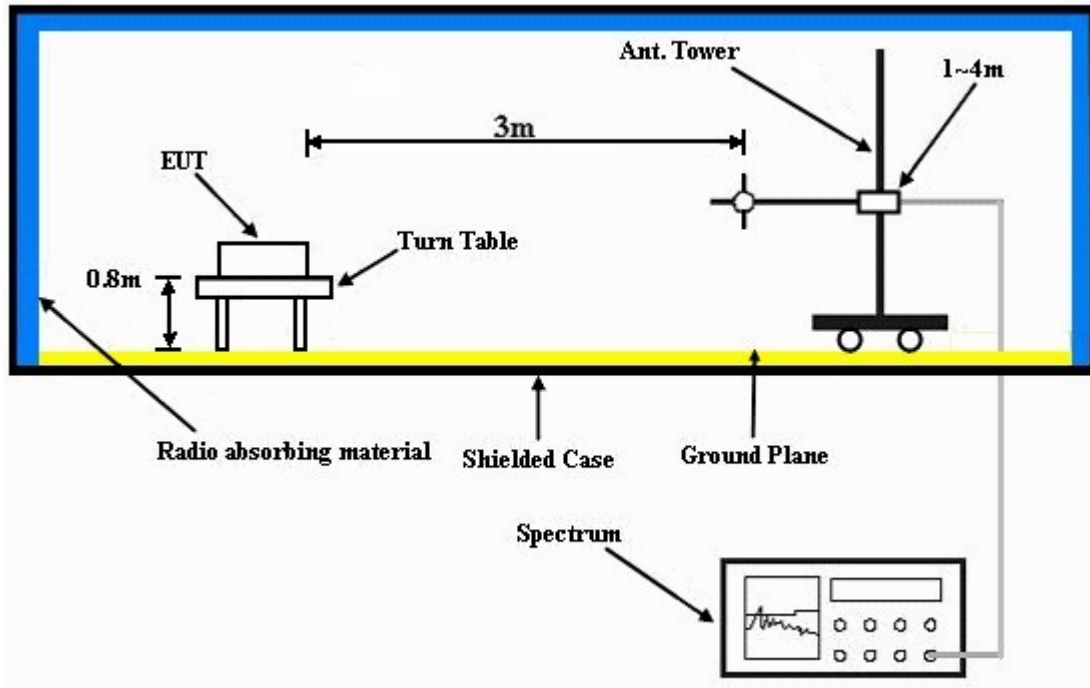 Ant. Tower
1~4m
3m
EUT
Turn Table
0.8m
Radio absorbing material
Shielded Case
Ground Plane
Spectrum